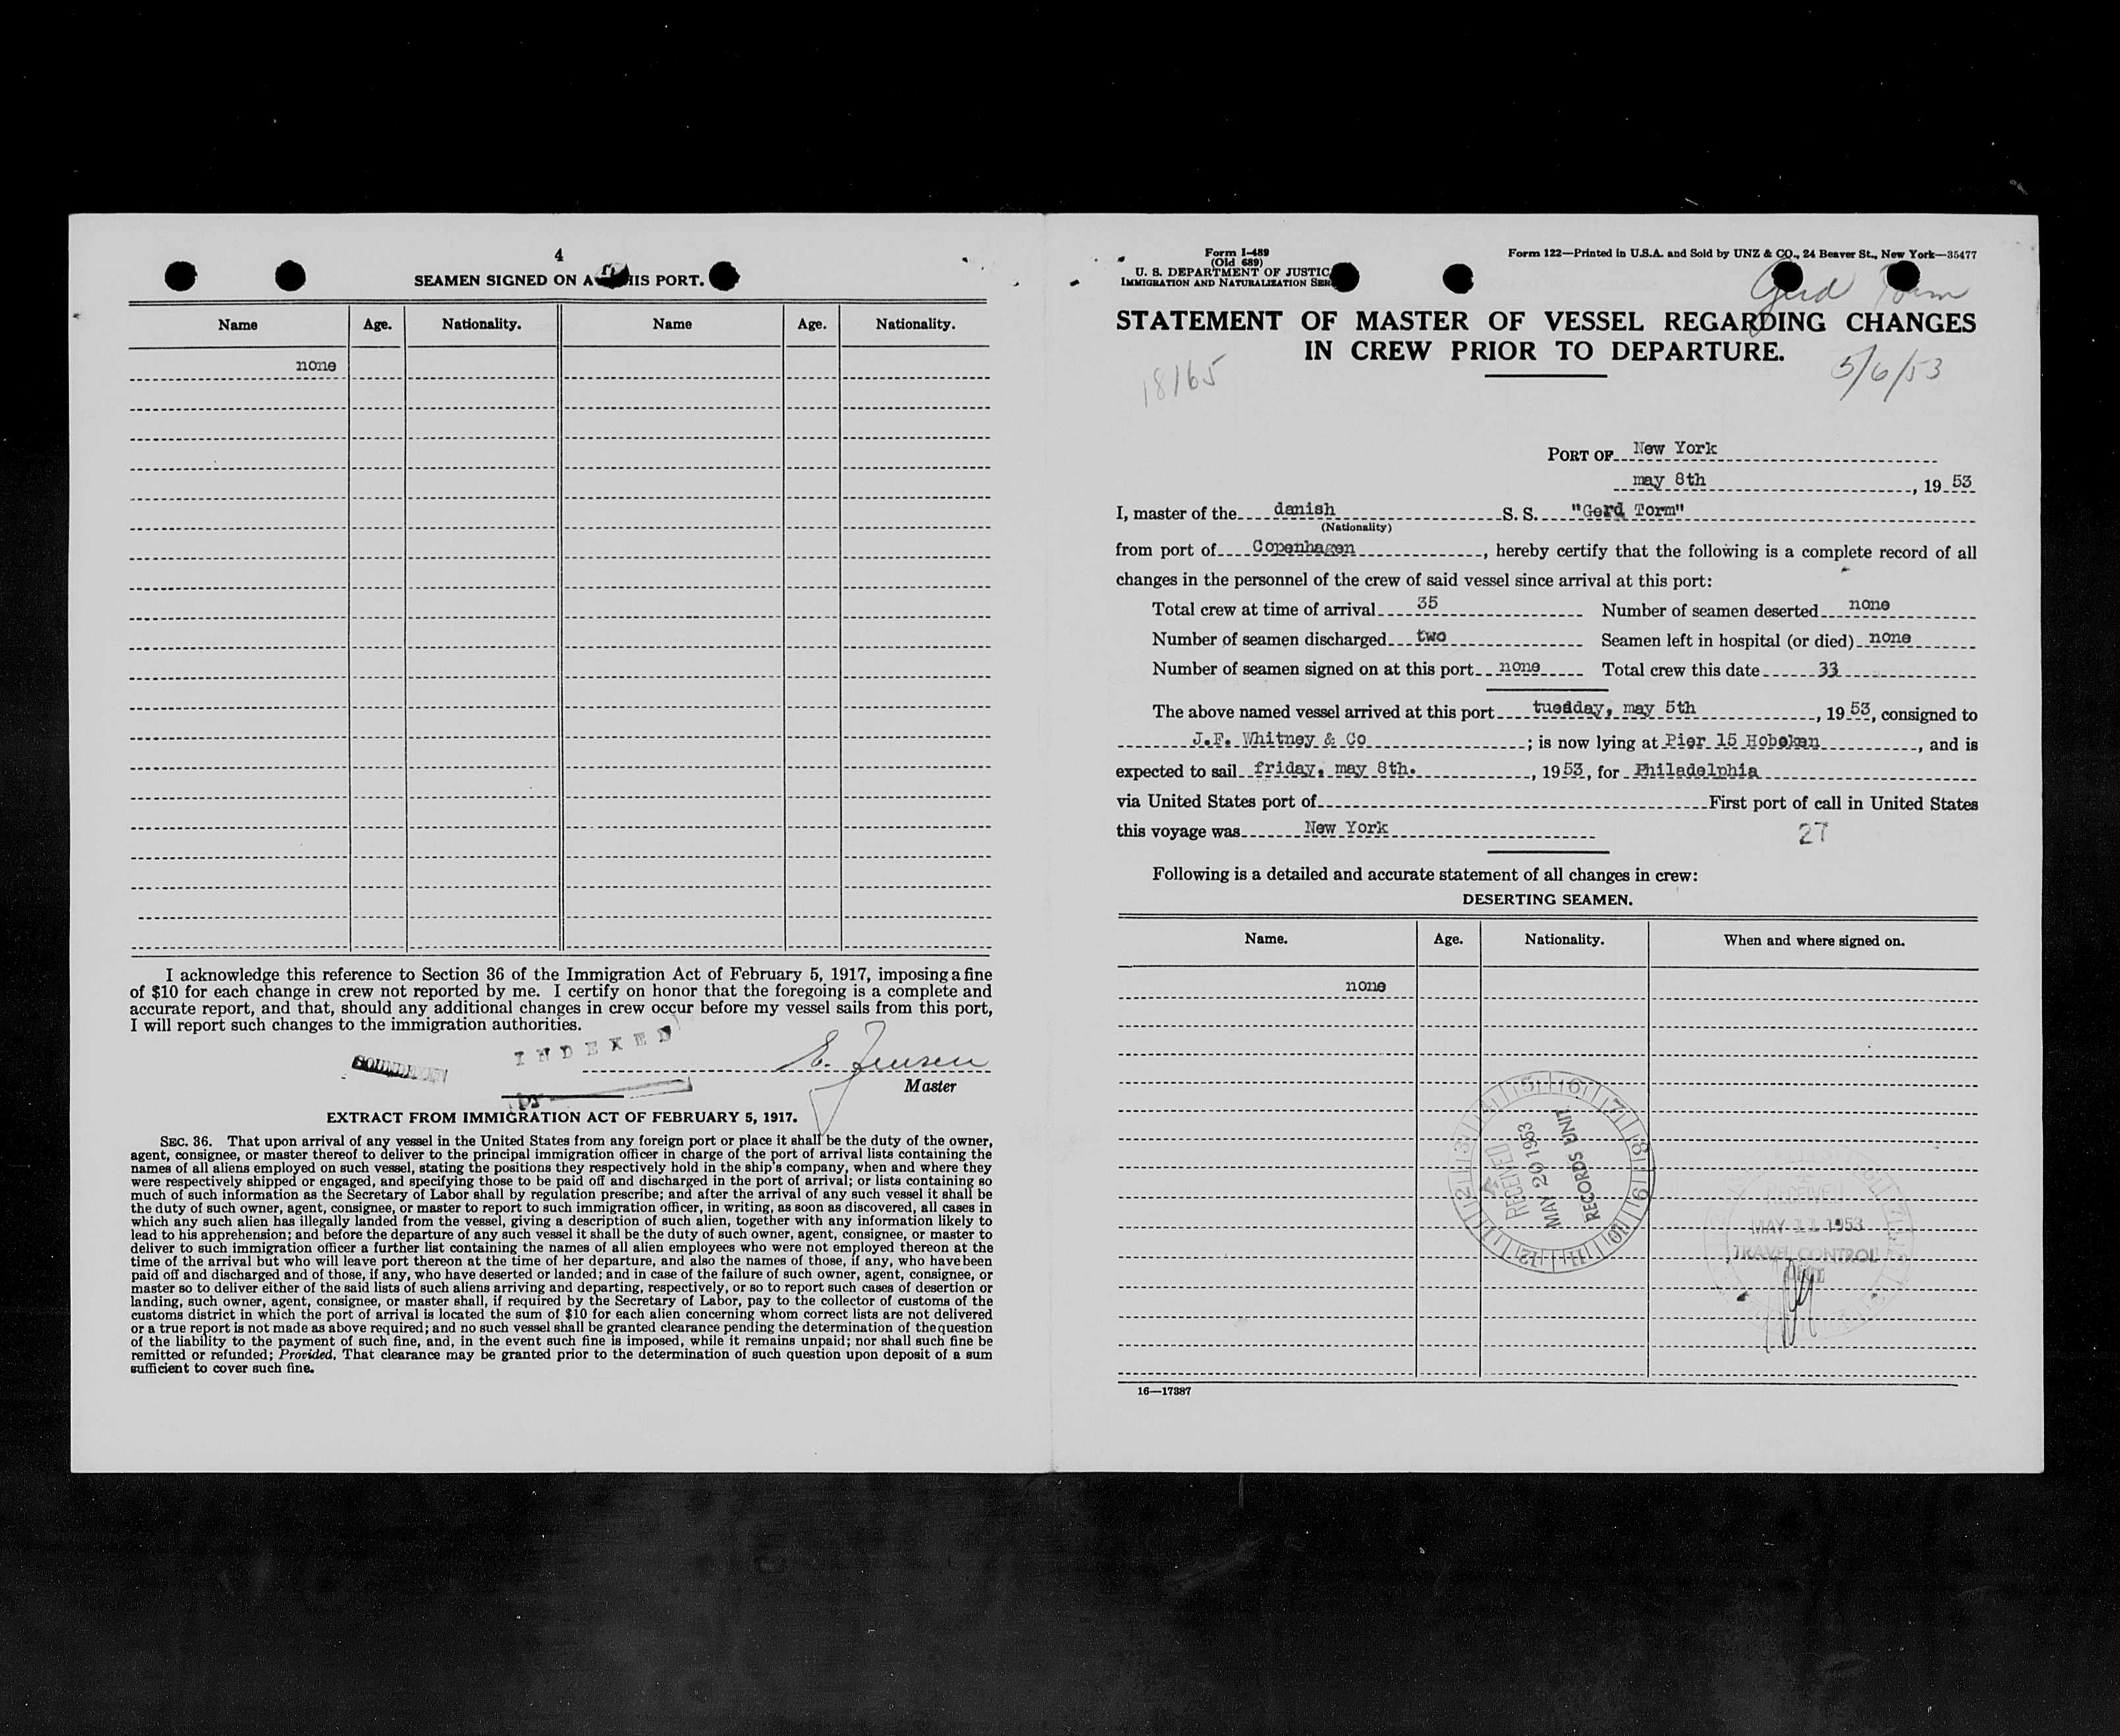 4
SEAMEN SIGNED ON AT THIS PORT.
Name Age. Nationality. Name Age. Nationality.
none
I acknowledge this reference to Section 36 of the Immigration Act of February 5, 1917, imposing a fine
of $10 for each change in crew not reported by me. I certify on honor that the foregoing is a complete and
accurate report, and that, should any additional changes in crew occur before my vessel sails from this port,
I will report such changes to the immigration authorities.
INDEXED
E. Jensen
Master
EXTRACT FROM IMMIGRATION ACT OF FEBRUARY 5, 1917.
SEC. 36. That upon arrival of any vessel in the United States from any foreign port or place it shall be the duty of the owner,
agent, consignee, or master thereof to deliver to the principal immigration officer in charge of the port of arrival lists containing the
names of all aliens employed on such vessel, stating the positions they respectively hold in the ship's company, when and where they
were respectively shipped or engaged, and specifying those to be paid off and discharged in the port of arrival; or lists containing so
much of such information as the Secretary of Labor shall by regulation prescribe; and after the arrival of any such vessel it shall be
the duty of such owner, agent, consignee, or master to report to such immigration officer, in writing, as soon as discovered, all cases in
which any such alien has illegally landed from the vessel, giving a description of such alien, together with any information likely to
lead to his apprehension; and before the departure of any such vessel it shall be the duty of such owner, agent, consignee, or master to
deliver to such immigration officer a further list containing the names of all alien employees who were not employed thereon at the
time of the arrival but who will leave port thereon at the time of her departure, and also the names of those, if any, who have been
paid off and discharged and of those, if any, who have deserted or landed; and in case of the failure of such owner, agent, consignee, or
master so to deliver either of the said lists of such aliens arriving and departing, respectively, or so to report such cases of desertion or
landing, such owner, agent, consignee, or master shall, if required by the Secretary of Labor, pay to the collector of customs of the
customs district in which the port of arrival is located the sum of $10 for each alien concerning whom correct lists are not delivered
or a true report is not made as above required; and no such vessel shall be granted clearance pending the determination of the question
of the liability to the payment of such fine, and, in the event such fine is imposed, while it remains unpaid; nor shall such fine be
remitted or refunded; Provided, That clearance may be granted prior to the determination of such question upon deposit of a sum
sufficient to cover such fine.
Form I-489
(Old 689)
U. S. DEPARTMENT OF JUSTIC
IMMIGRATION AND NATURALIZATION SER
Form 122—Printed in U.S.A. and Sold by UNZ & CO., 24 Beaver St., New York—35477
Gerd Torm
STATEMENT OF MASTER OF VESSEL REGARDING CHANGES
IN CREW PRIOR TO DEPARTURE.
18165
5/6/53
PORT OF New York
may 8th, 19 53
I, master of the danish S. S. "Gerd Torm"
(Nationality)
from port of Copenhagen, hereby certify that the following is a complete record of all
changes in the personnel of the crew of said vessel since arrival at this port:
Total crew at time of arrival 35 Number of seamen deserted none
Number of seamen discharged two Seamen left in hospital (or died) none
Number of seamen signed on at this port none Total crew this date 33
The above named vessel arrived at this port tuesday, may 5th, 19 53, consigned to
J.F. Whitney & Co; is now lying at Pier 15 Hoboken, and is
expected to sail friday, may 8th., 1953, for Philadelphia
via United States port of First port of call in United States
this voyage was New York
27
Following is a detailed and accurate statement of all changes in crew:
DESERTING SEAMEN.
Name. Age. Nationality. When and where signed on.
none
RECEIVED
MAY 20 1953
RECORDS UNIT
1 2 3 4 5 6 7 8 9 10 11 12
RECEIVED
MAY 11 1953
TRAVEL CONTROL
16—17387